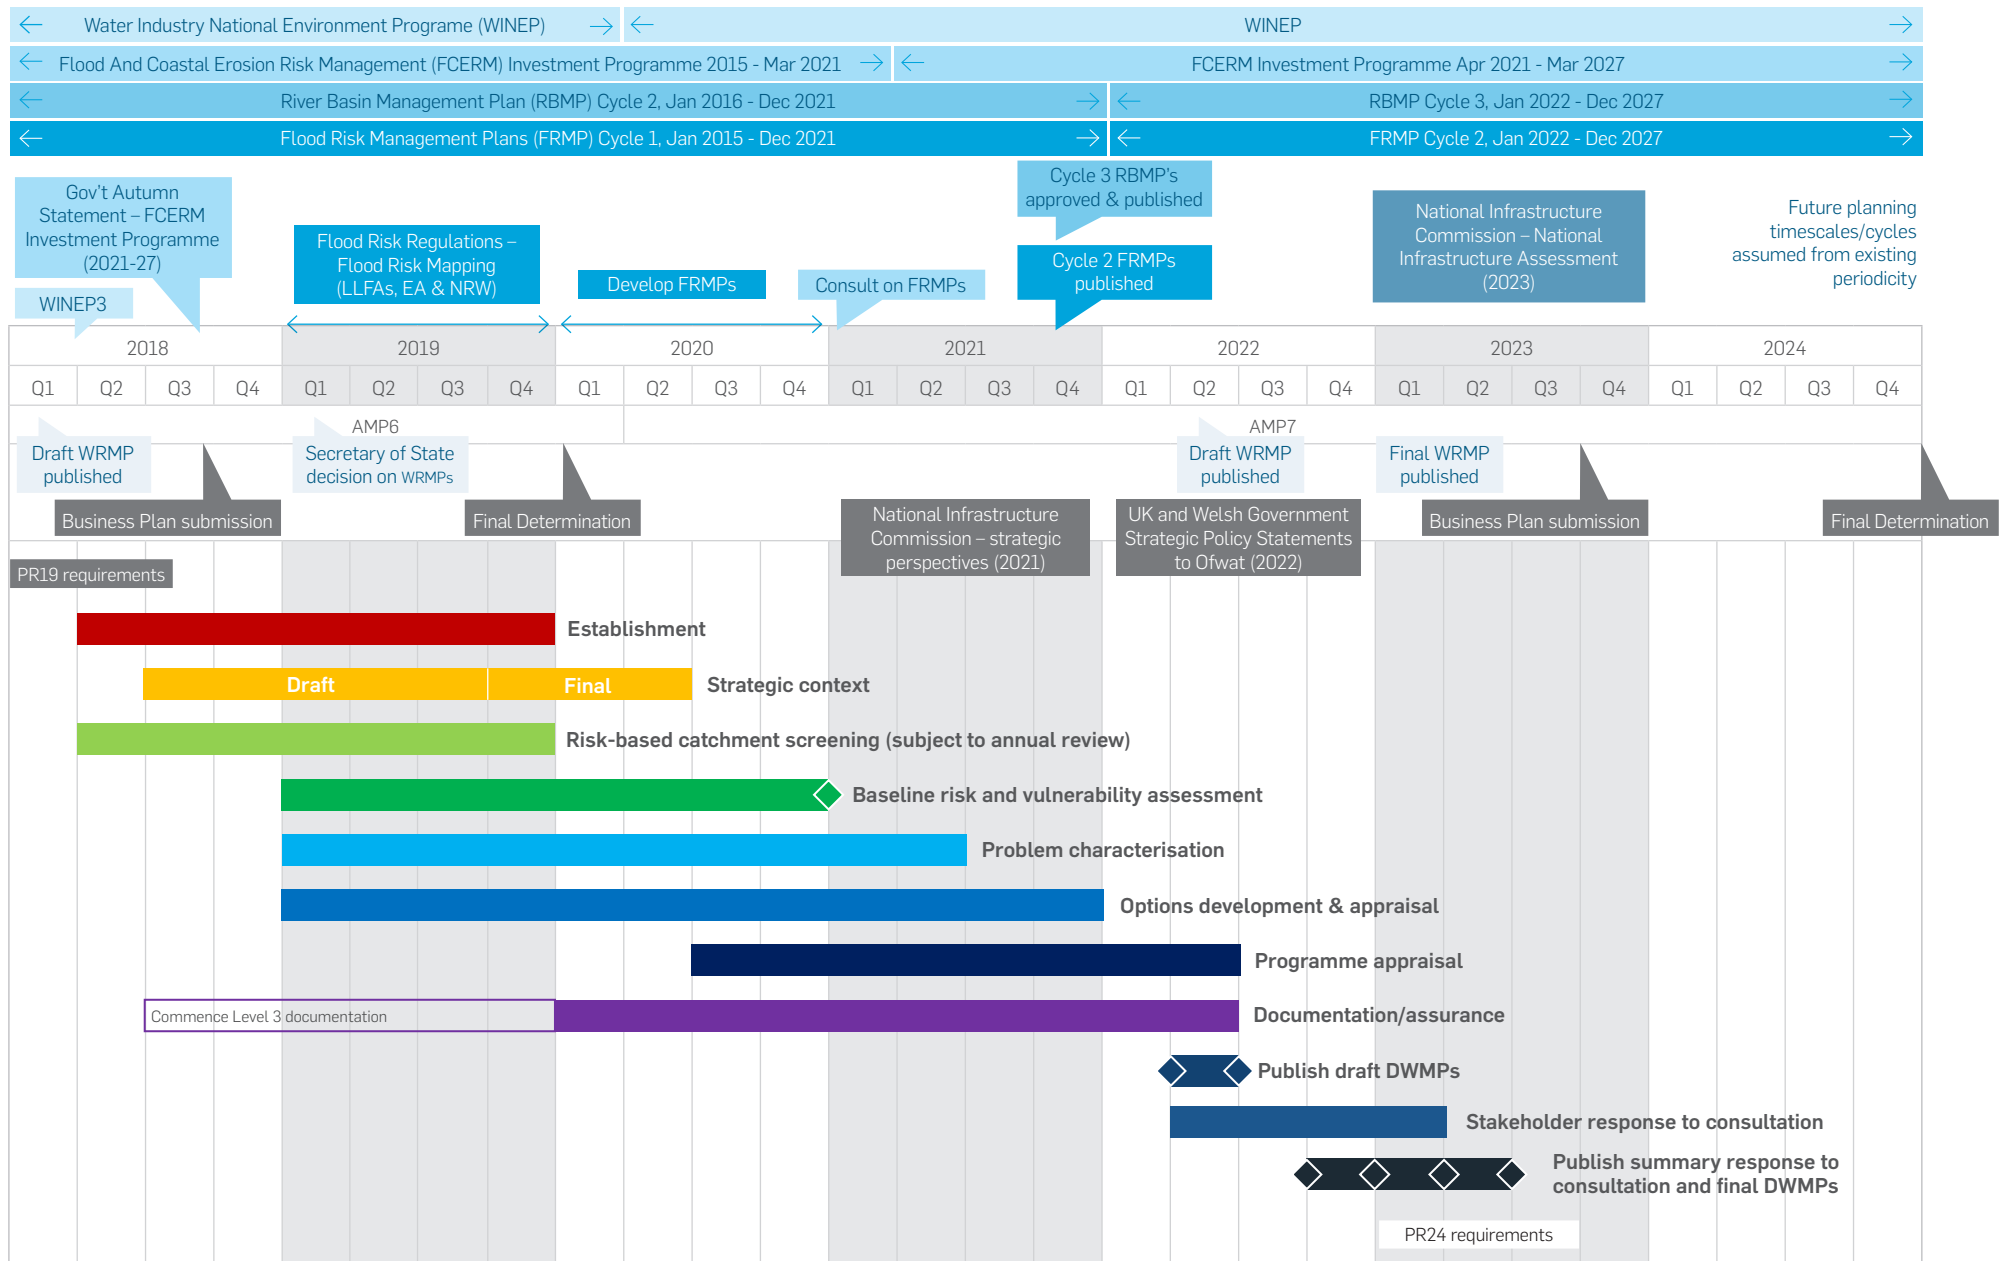 Water Industry National Environment Programe (WINEP)
WINEP
Flood And Coastal Erosion Risk Management (FCERM) Investment Programme 2015 - Mar 2021
FCERM Investment Programme Apr 2021 - Mar 2027
River Basin Management Plan (RBMP) Cycle 2, Jan 2016 - Dec 2021
RBMP Cycle 3, Jan 2022 - Dec 2027
Flood Risk Management Plans (FRMP) Cycle 1, Jan 2015 - Dec 2021
FRMP Cycle 2, Jan 2022 - Dec 2027
Gov't Autumn
Statement – FCERM
Investment Programme
(2021-27)
WINEP3
Flood Risk Regulations –
Flood Risk Mapping
(LLFAs, EA & NRW)
Develop FRMPs
Consult on FRMPs
Cycle 3 RBMP's
approved & published
Cycle 2 FRMPs
published
National Infrastructure
Commission – National
Infrastructure Assessment
(2023)
Future planning
timescales/cycles
assumed from existing
periodicity
2018 2019 2020 2021 2022 2023 2024
Q1 Q2 Q3 Q4 Q1 Q2 Q3 Q4 Q1 Q2 Q3 Q4 Q1 Q2 Q3 Q4 Q1 Q2 Q3 Q4 Q1 Q2 Q3 Q4 Q1 Q2 Q3 Q4
AMP6
AMP7
Draft WRMP
published
Secretary of State
decision on WRMPs
Draft WRMP
published
Final WRMP
published
Business Plan submission
Final Determination
National Infrastructure
Commission – strategic
perspectives (2021)
UK and Welsh Government
Strategic Policy Statements
to Ofwat (2022)
Business Plan submission
Final Determination
PR19 requirements
Establishment
Draft
Final
Strategic context
Risk-based catchment screening (subject to annual review)
Baseline risk and vulnerability assessment
Problem characterisation
Options development & appraisal
Programme appraisal
Commence Level 3 documentation
Documentation/assurance
Publish draft DWMPs
Stakeholder response to consultation
Publish summary response to
consultation and final DWMPs
PR24 requirements